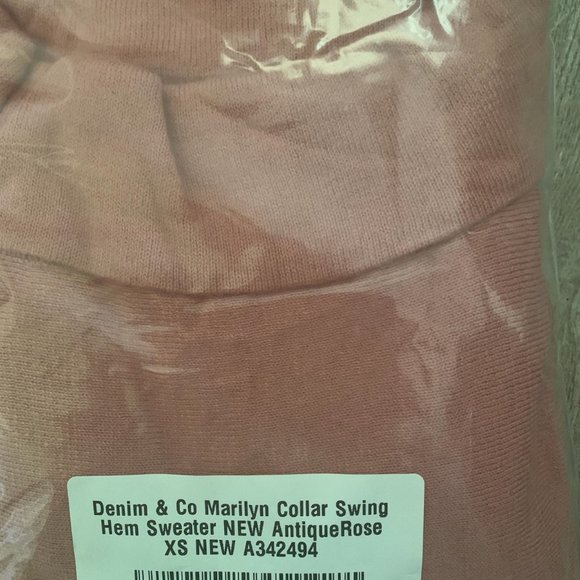 Denim & Co Marilyn Collar Swing
Hem Sweater NEW AntiqueRose
XS NEW A342494